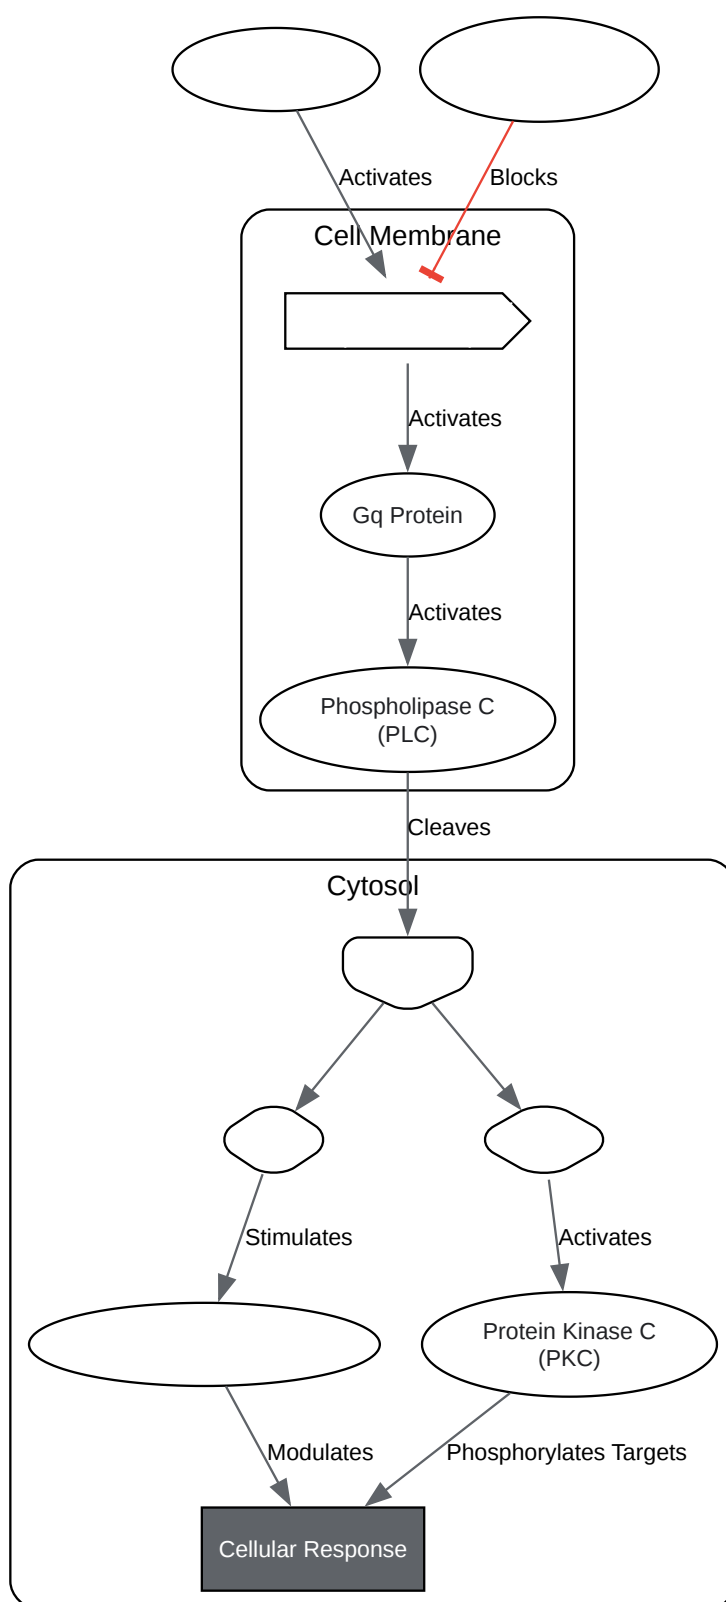 Activates
Blocks
Cell Membrane
Activates
Gq Protein
Activates
Phospholipase C
(PLC)
Cleaves
Cytosol
Stimulates
Activates
Protein Kinase C
(PKC)
Modulates
Phosphorylates Targets
Cellular Response